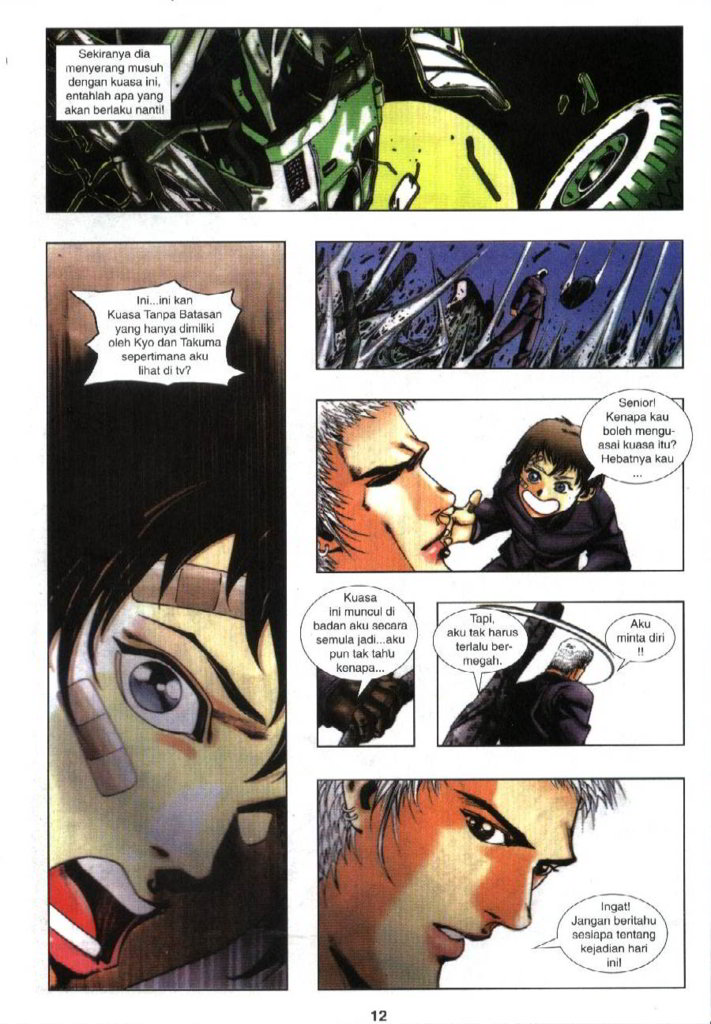 Sekiranya dia
menyerang musuh
dengan kuasa ini,
entahlah apa yang
akan berlaku nanti!
Ini...ini kan
Kuasa Tanpa Batasan
yang hanya dimiliki
oleh Kyo dan Takuma
sepertimana aku
lihat di tv?
Senior!
Kenapa kau
boleh mengu-
asai kuasa itu?
Hebatnya kau
...
Kuasa
ini muncul di
badan aku secara
semula jadi...aku
pun tak tahu
kenapa...
Tapi,
aku tak harus
terlalu ber-
megah.
Aku
minta diri
!!
Ingat!
Jangan beritahu
sesiapa tentang
kejadian hari
ini!
12